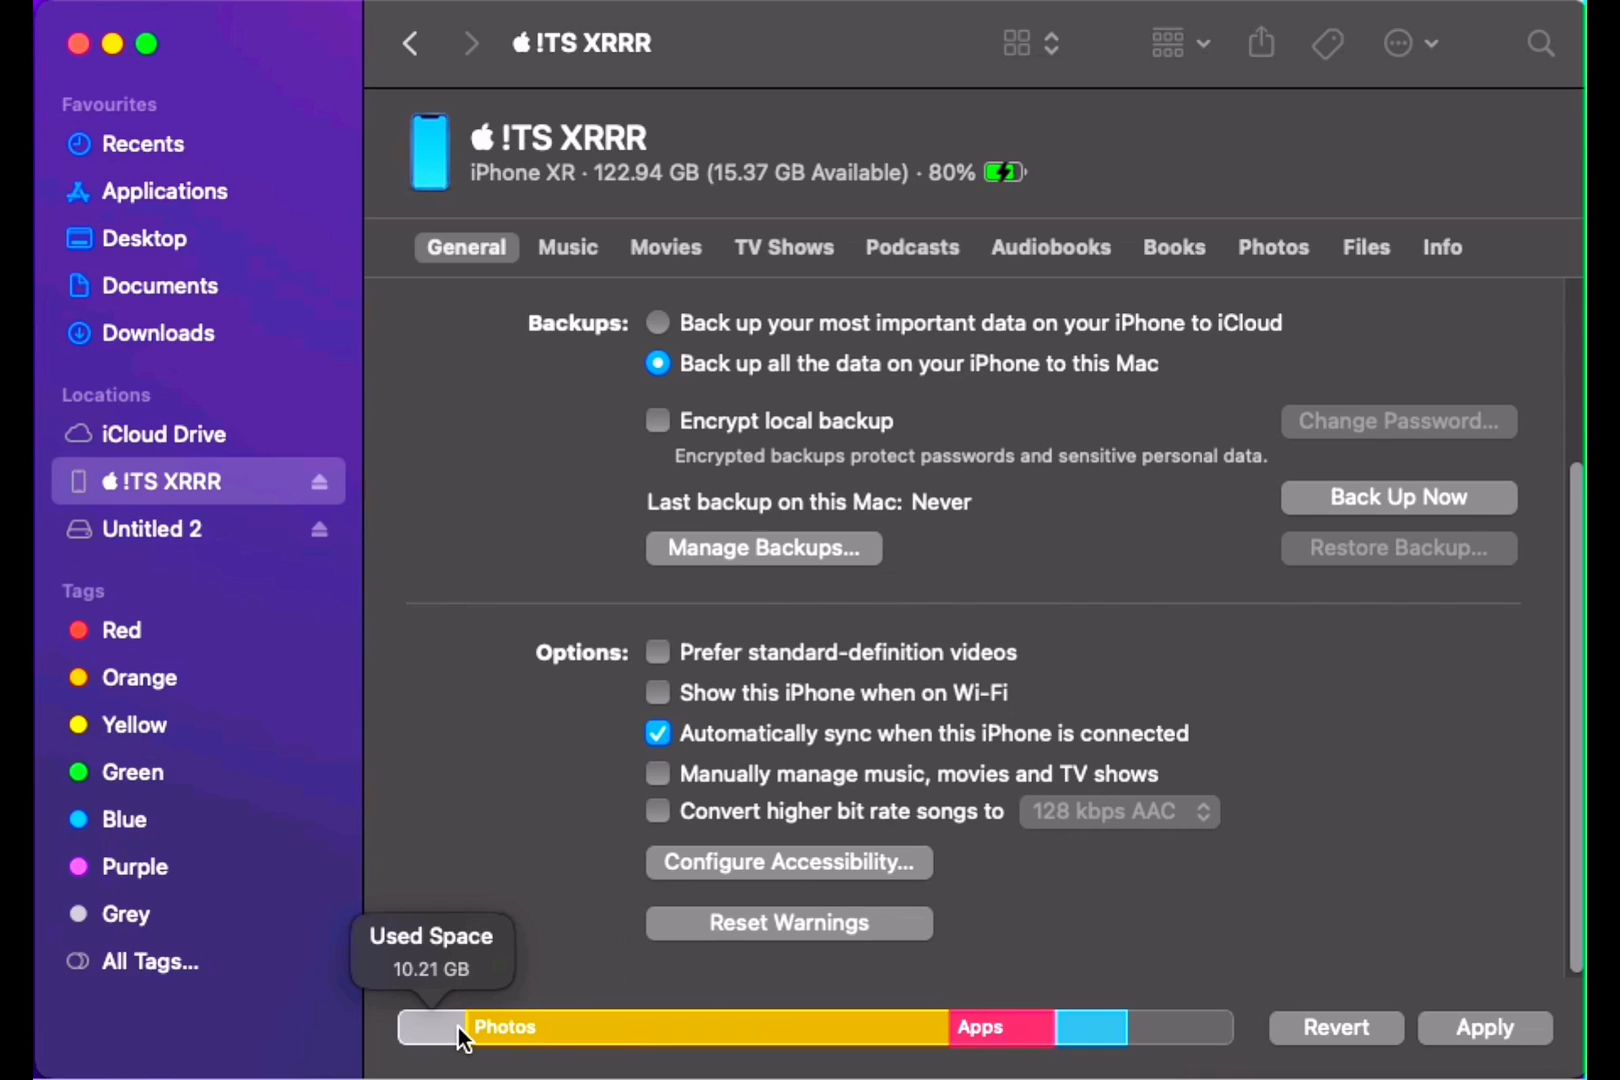 !TS XRRR
Favourites
Recents
Applications
Desktop
Documents
Downloads
Locations
iCloud Drive
!TS XRRR
Untitled 2
Tags
Red
Orange
Yellow
Green
Blue
Purple
Grey
All Tags...
!TS XRRR
iPhone XR · 122.94 GB (15.37 GB Available) · 80%
General Music Movies TV Shows Podcasts Audiobooks Books Photos Files Info
Backups: Back up your most important data on your iPhone to iCloud
Back up all the data on your iPhone to this Mac
Encrypt local backup Change Password...
Encrypted backups protect passwords and sensitive personal data.
Last backup on this Mac: Never Back Up Now
Manage Backups... Restore Backup...
Options: Prefer standard-definition videos
Show this iPhone when on Wi-Fi
Automatically sync when this iPhone is connected
Manually manage music, movies and TV shows
Convert higher bit rate songs to 128 kbps AAC
Configure Accessibility...
Reset Warnings
Used Space
10.21 GB
Photos Apps Revert Apply